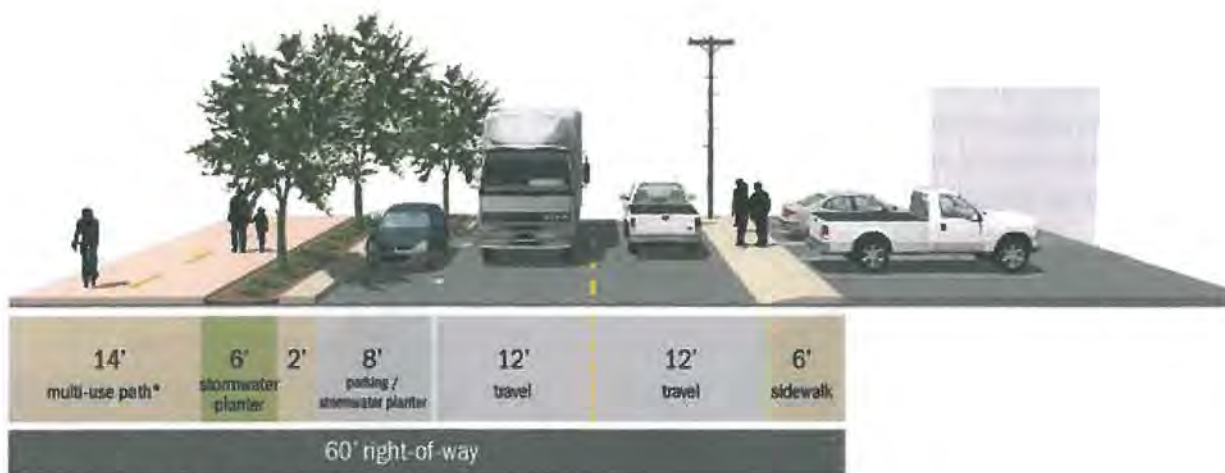 14'
multi-use path*
6'
stormwater
planter
2'
8'
parking /
stormwater planter
12'
travel
12'
travel
6'
sidewalk
60' right-of-way